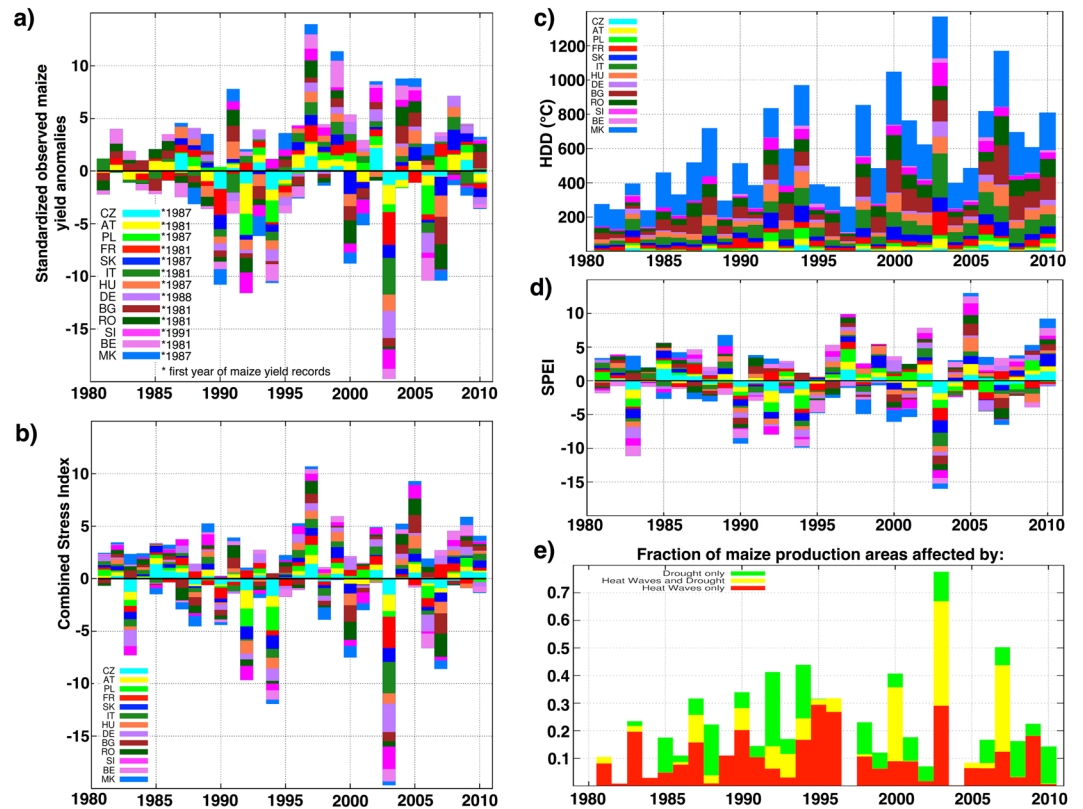 a)
Standardized observed maize
yield anomalies
10
5
0
-5
-10
-15
CZ *1987
AT *1981
PL *1987
FR *1981
SK *1987
IT *1981
HU *1987
DE *1988
BG *1981
RO *1981
SI *1991
BE *1981
MK *1987
* first year of maize yield records
1980 1985 1990 1995 2000 2005 2010
b)
Combined Stress Index
10
5
0
-5
-10
-15
CZ
AT
PL
FR
SK
IT
HU
DE
BG
RO
SI
BE
MK
1980 1985 1990 1995 2000 2005 2010
c)
HDD (°C)
1200
1000
800
600
400
200
CZ
AT
PL
FR
SK
IT
HU
DE
BG
RO
SI
BE
MK
1980 1985 1990 1995 2000 2005 2010
d)
SPEI
10
5
0
-5
-10
-15
1980 1985 1990 1995 2000 2005 2010
e)
Fraction of maize production areas affected by:
Drought only
Heat Waves and Drought
Heat Waves only
0.7
0.6
0.5
0.4
0.3
0.2
0.1
1980 1985 1990 1995 2000 2005 2010